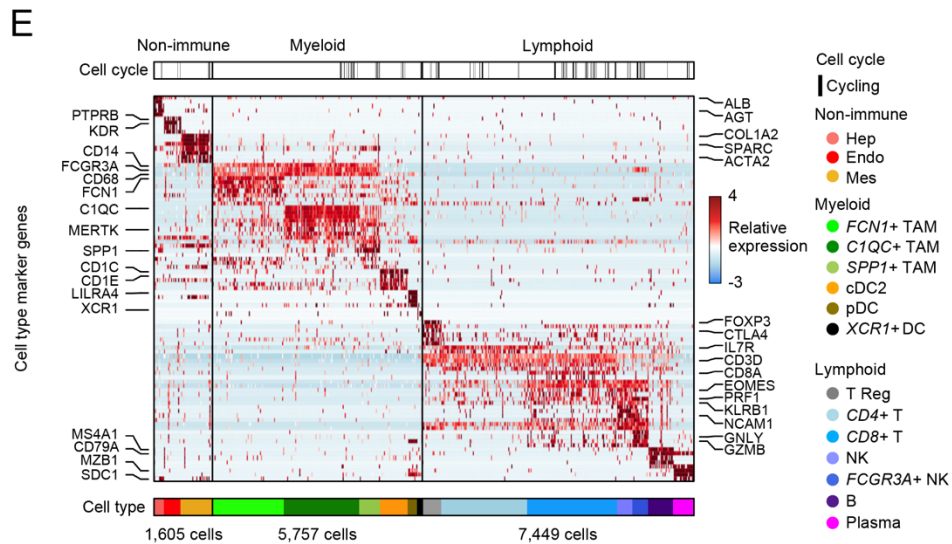 E
Non-immune
Myeloid
Lymphoid
Cell cycle
Cell type marker genes
PTPRB
KDR
CD14
FCGR3A
CD68
FCN1
C1QC
MERTK
SPP1
CD1C
CD1E
LILRA4
XCR1
MS4A1
CD79A
MZB1
SDC1
ALB
AGT
COL1A2
SPARC
ACTA2
4
Relative
expression
-3
FOXP3
CTLA4
IL7R
CD3D
CD8A
EOMES
PRF1
KLRB1
NCAM1
GNLY
GZMB
Cell type
1,605 cells
5,757 cells
7,449 cells
Cell cycle
Cycling
Non-immune
Hep
Endo
Mes
Myeloid
FCN1+ TAM
C1QC+ TAM
SPP1+ TAM
cDC2
pDC
XCR1+ DC
Lymphoid
T Reg
CD4+ T
CD8+ T
NK
FCGR3A+ NK
B
Plasma